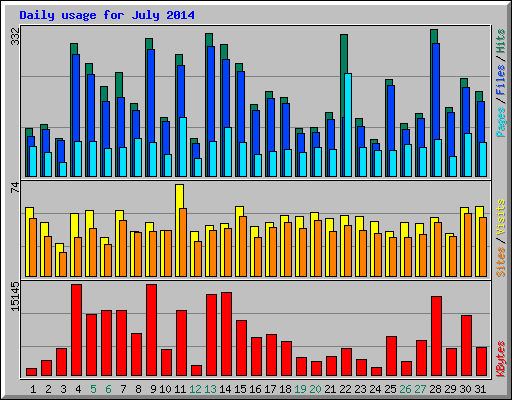 Daily usage for July 2014
332
Pages/Files/Hits
74
Sites/Visits
15145
KBytes
1 2 3 4 5 6 7 8 9 10 11 12 13 14 15 16 17 18 19 20 21 22 23 24 25 26 27 28 29 30 31